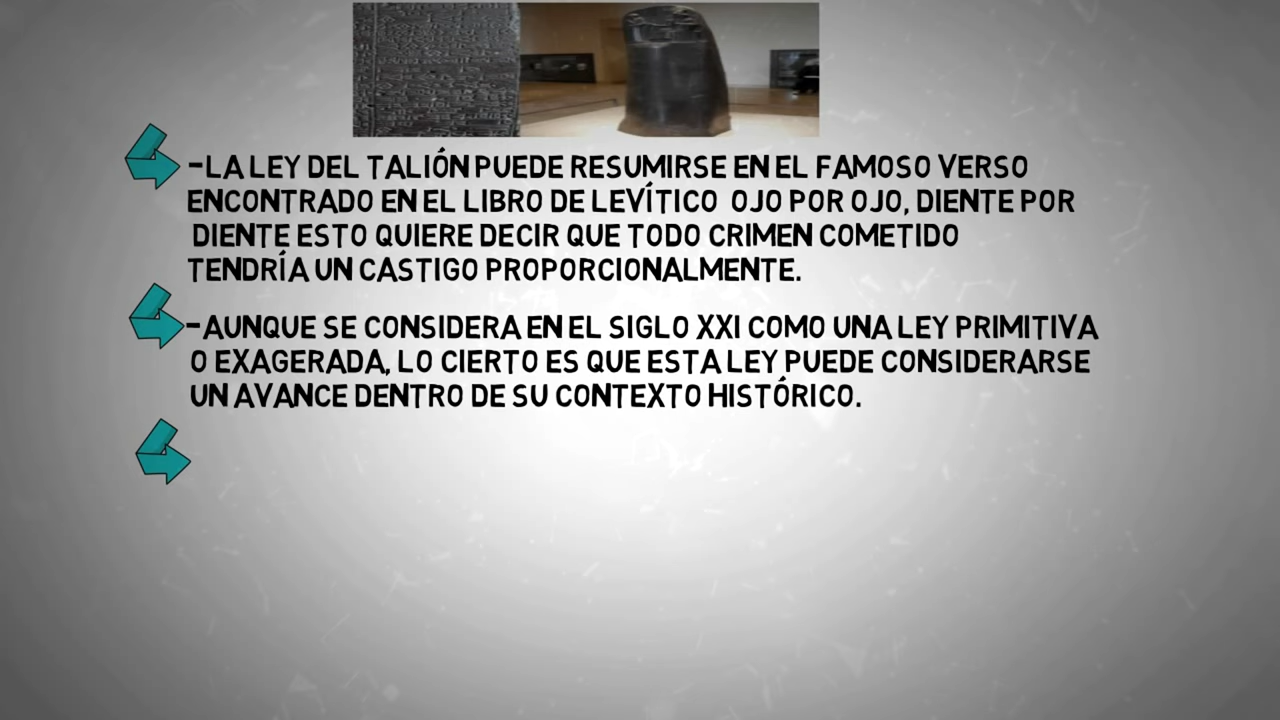 -LA LEY DEL TALIÓN PUEDE RESUMIRSE EN EL FAMOSO VERSO
ENCONTRADO EN EL LIBRO DE LEVÍTICO OJO POR OJO, DIENTE POR
DIENTE ESTO QUIERE DECIR QUE TODO CRIMEN COMETIDO
TENDRÍA UN CASTIGO PROPORCIONALMENTE.
-AUNQUE SE CONSIDERA EN EL SIGLO XXI COMO UNA LEY PRIMITIVA
O EXAGERADA, LO CIERTO ES QUE ESTA LEY PUEDE CONSIDERARSE
UN AVANCE DENTRO DE SU CONTEXTO HISTÓRICO.